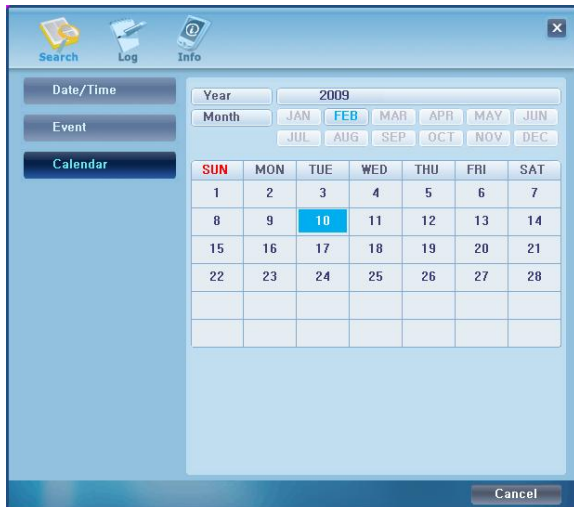 Search Log Info
Date/Time
Event
Calendar
Year 2009
Month JAN FEB MAR APR MAY JUN
JUL AUG SEP OCT NOV DEC
SUN MON TUE WED THU FRI SAT
1 2 3 4 5 6 7
8 9 10 11 12 13 14
15 16 17 18 19 20 21
22 23 24 25 26 27 28
Cancel